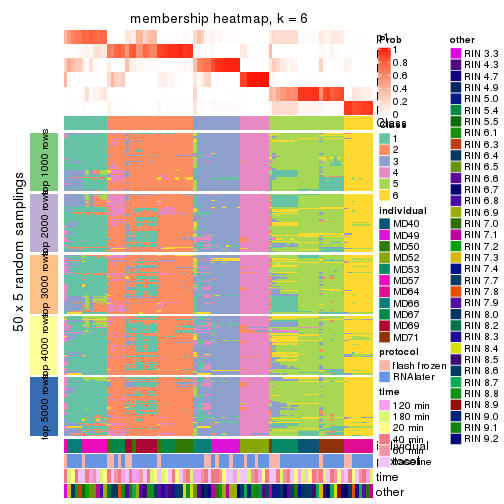 membership heatmap, k = 6
50 x 5 random samplings
top 1000 rows
top 2000 rows
top 3000 rows
top 4000 rows
top 5000 rows
Prob
1
0.8
0.6
0.4
0.2
0
Class
1
2
3
4
5
6
MD40
MD49
MD50
MD52
MD53
MD57
MD64
MD66
MD67
MD69
MD71
protocol
flash frozen
RNAlater
time
120 min
180 min
20 min
40 min
60 min
individual
time
other
other
RIN 3.3
RIN 4.3
RIN 4.7
RIN 4.9
RIN 5.0
RIN 5.4
RIN 5.5
RIN 6.1
RIN 6.3
RIN 6.4
RIN 6.5
RIN 6.6
RIN 6.7
RIN 6.8
RIN 6.9
RIN 7.0
RIN 7.1
RIN 7.2
RIN 7.3
RIN 7.4
RIN 7.7
RIN 7.8
RIN 7.9
RIN 8.0
RIN 8.2
RIN 8.3
RIN 8.4
RIN 8.5
RIN 8.6
RIN 8.7
RIN 8.8
RIN 8.9
RIN 9.0
RIN 9.1
RIN 9.2